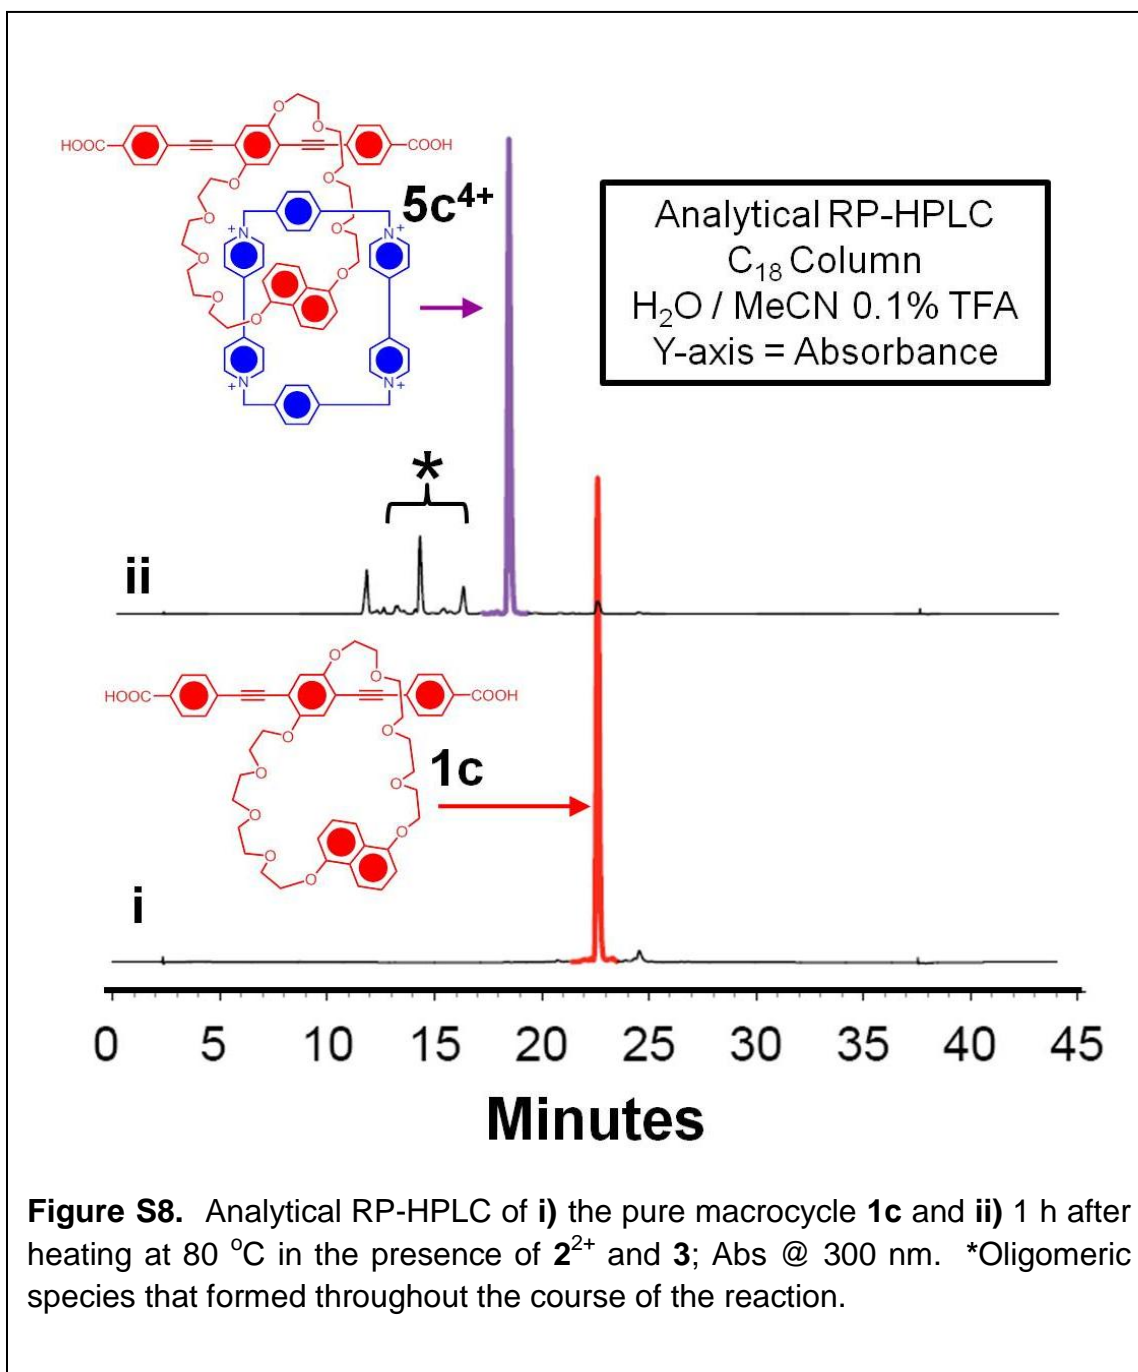 HOOC
O
O
COOH
O
O
O
O
O
O
O
O
N
+
N
+
N
+
N
+
5c⁴⁺
Analytical RP-HPLC
C₁₈ Column
H₂O / MeCN 0.1% TFA
Y-axis = Absorbance
*
ii
HOOC
O
O
COOH
O
O
O
O
O
O
O
O
1c
i
0 5 10 15 20 25 30 35 40 45
Minutes
Figure S8. Analytical RP-HPLC of i) the pure macrocycle 1c and ii) 1 h after
heating at 80 °C in the presence of 2²⁺ and 3; Abs @ 300 nm. *Oligomeric
species that formed throughout the course of the reaction.